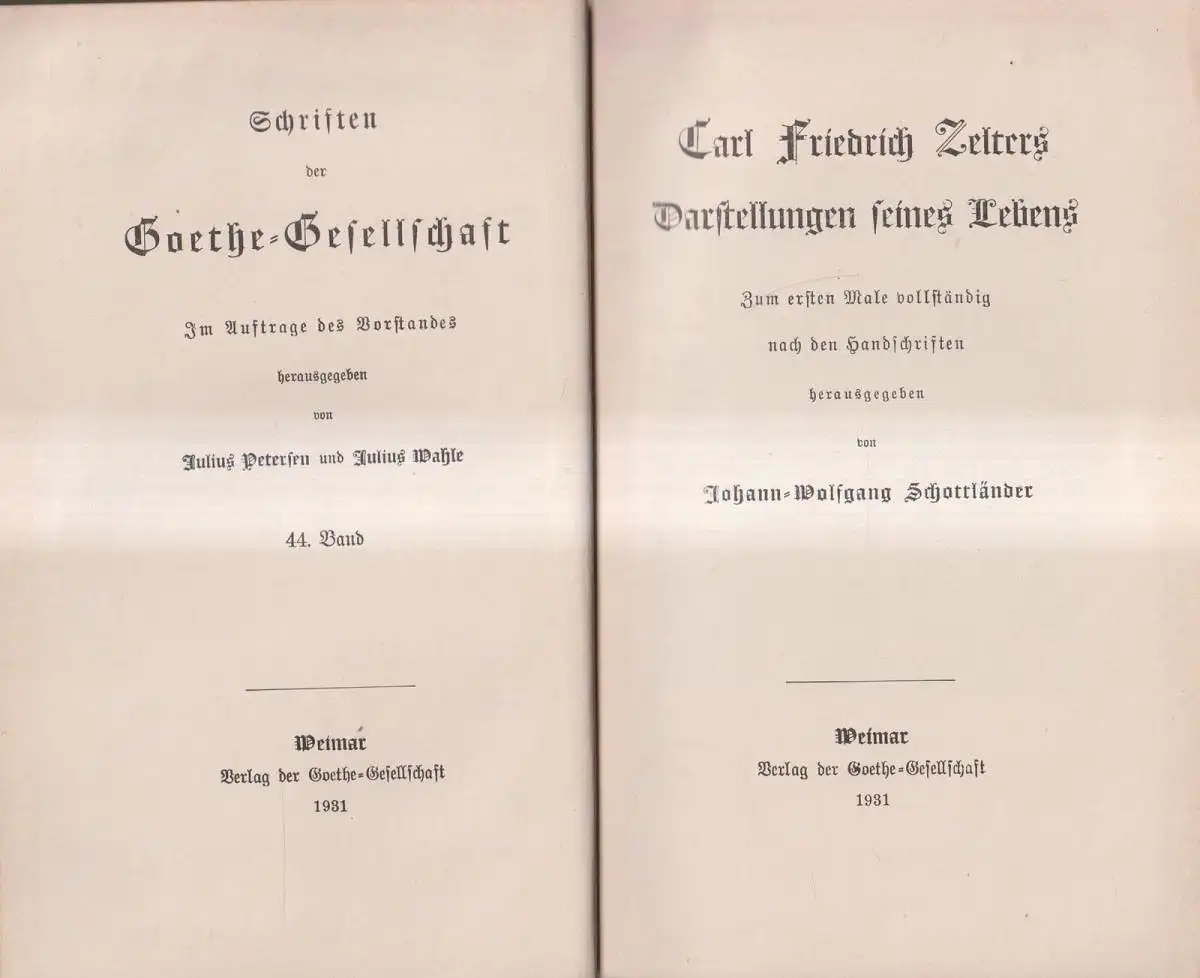 Schriften
der
Goethe-Gesellschaft
Im Auftrage des Vorstandes
herausgegeben
von
Julius Petersen und Julius Wahle
44. Band
Weimar
Verlag der Goethe-Gesellschaft
1931
Carl Friedrich Zelters
Darstellungen seines Lebens
Zum ersten Male vollständig
nach den Handschriften
herausgegeben
von
Johann-Wolfgang Schottländer
Weimar
Verlag der Goethe-Gesellschaft
1931